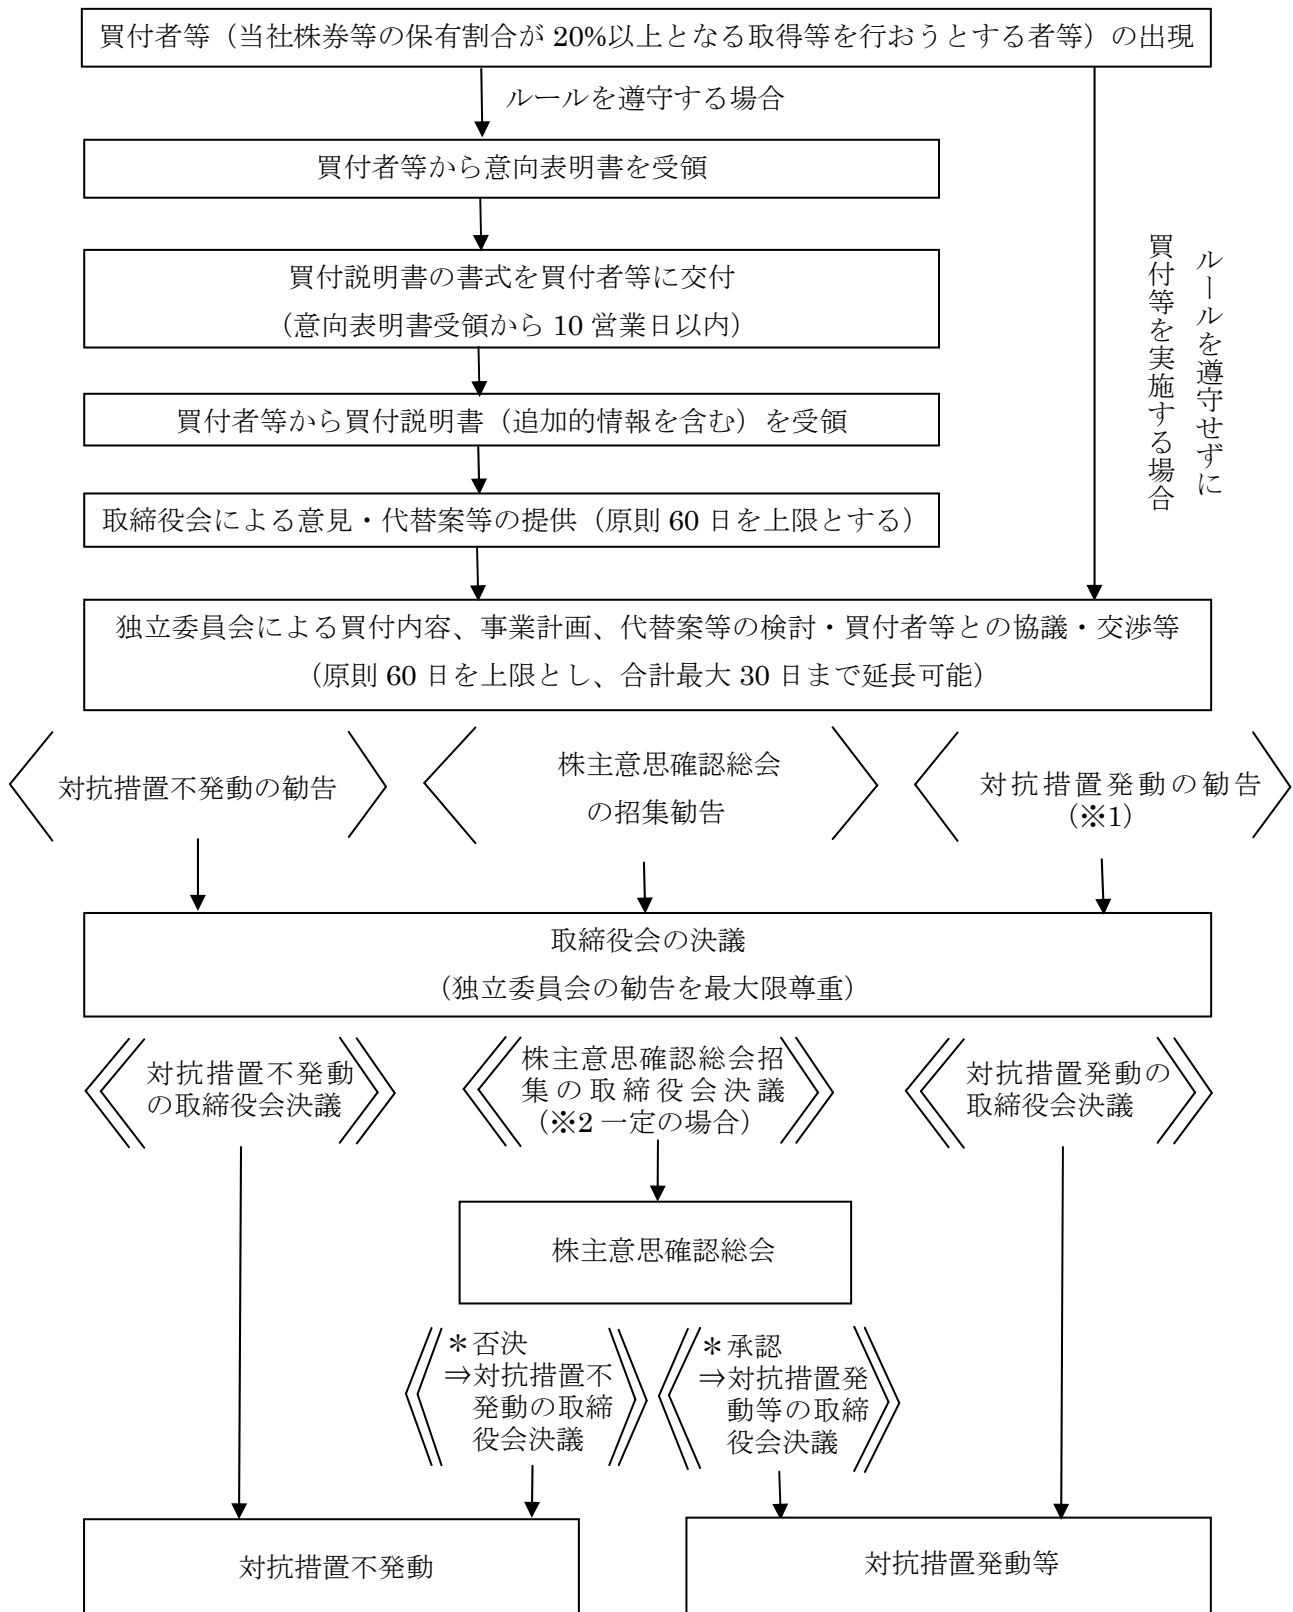 買付者等（当社株券等の保有割合が 20%以上となる取得等を行おうとする者等）の出現
ルールを遵守する場合
買付者等から意向表明書を受領
ルールを遵守せずに
買付等を実施する場合
買付説明書の書式を買付者等に交付
（意向表明書受領から 10 営業日以内）
買付者等から買付説明書（追加的情報を含む）を受領
取締役会による意見・代替案等の提供（原則 60 日を上限とする）
独立委員会による買付内容、事業計画、代替案等の検討・買付者等との協議・交渉等
（原則 60 日を上限とし、合計最大 30 日まで延長可能）
対抗措置不発動の勧告
株主意思確認総会
の招集勧告
対抗措置発動の勧告
（※1）
取締役会の決議
（独立委員会の勧告を最大限尊重）
対抗措置不発動
の取締役会決議
株主意思確認総会招
集の取締役会決議
（※2 一定の場合）
対抗措置発動の
取締役会決議
株主意思確認総会
＊否決
⇒対抗措置不
発動の取締
役会決議
＊承認
⇒対抗措置発
動等の取締
役会決議
対抗措置不発動
対抗措置発動等